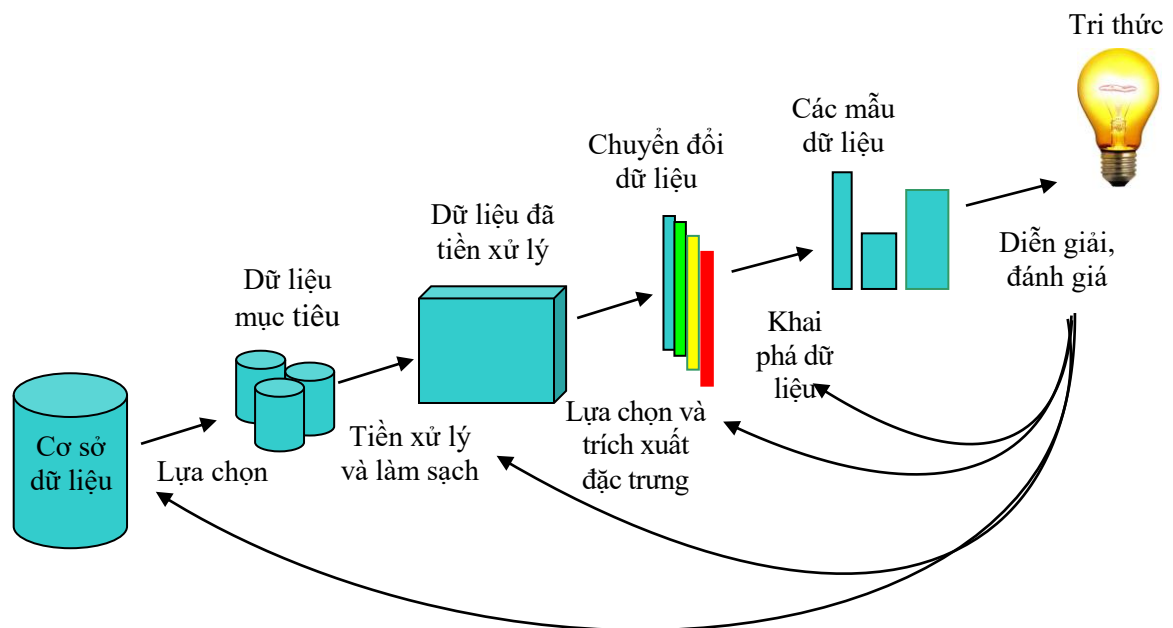 Tri thức
Các mẫu
dữ liệu
Chuyển đổi
dữ liệu
Dữ liệu đã
tiền xử lý
Diễn giải,
đánh giá
Dữ liệu
mục tiêu
Khai
phá dữ
liệu
Cơ sở
dữ liệu
Lựa chọn
Tiền xử lý
và làm sạch
Lựa chọn và
trích xuất
đặc trưng